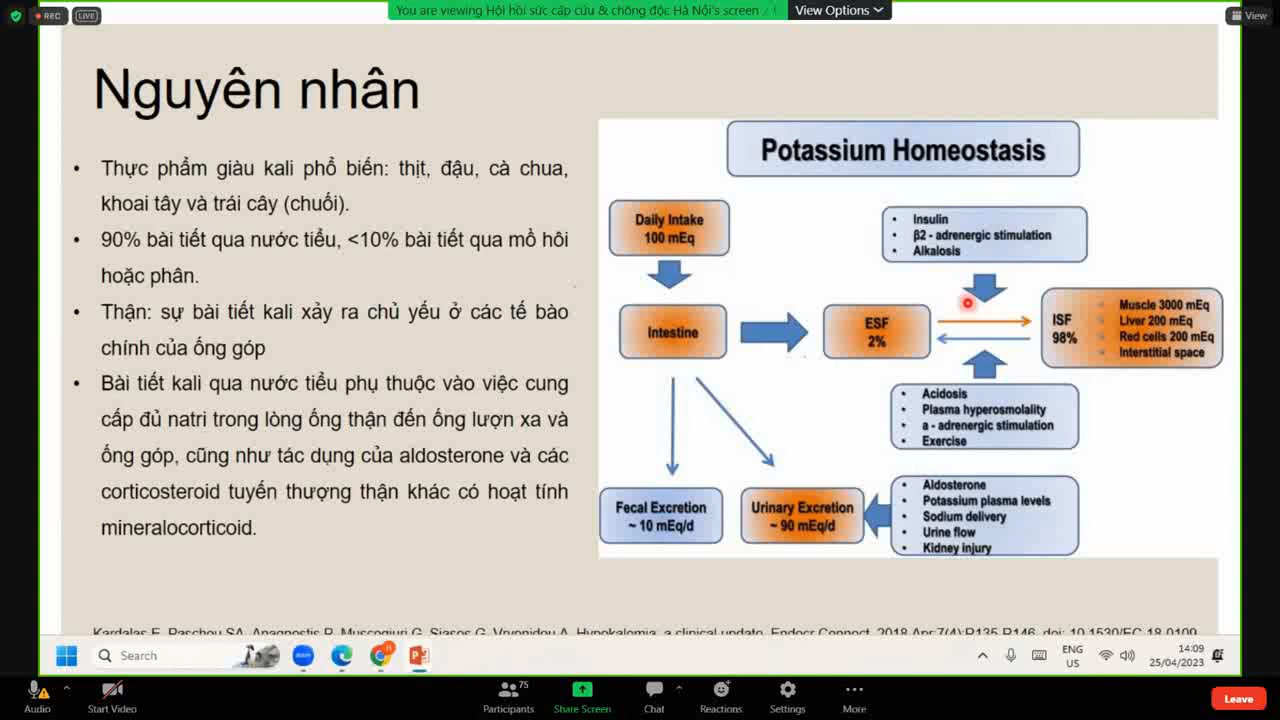 REC
LIVE
You are viewing Hội hồi sức cấp cứu & chống độc Hà Nội's screen
View Options
View
Nguyên nhân
• Thực phẩm giàu kali phổ biến: thịt, đậu, cà chua,
khoai tây và trái cây (chuối).
• 90% bài tiết qua nước tiểu, <10% bài tiết qua mồ hôi
hoặc phân.
• Thận: sự bài tiết kali xảy ra chủ yếu ở các tế bào
chính của ống góp
• Bài tiết kali qua nước tiểu phụ thuộc vào việc cung
cấp đủ natri trong lòng ống thận đến ống lượn xa và
ống góp, cũng như tác dụng của aldosterone và các
corticosteroid tuyến thượng thận khác có hoạt tính
mineralocorticoid.
Potassium Homeostasis
Daily Intake
100 mEq
• Insulin
• β2 - adrenergic stimulation
• Alkalosis
Intestine
ESF
2%
ISF
98%
Muscle 3000 mEq
Liver 200 mEq
Red cells 200 mEq
Interstitial space
• Acidosis
• Plasma hyperosmolality
• a - adrenergic stimulation
• Exercise
Fecal Excretion
~ 10 mEq/d
Urinary Excretion
~ 90 mEq/d
• Aldosterone
• Potassium plasma levels
• Sodium delivery
• Urine flow
• Kidney injury
Kardalas E, Paschou SA, Anagnostis P, Muscogiuri G, Siasos G, Vryonidou A. Hypokalemia: a clinical update. Endocr Connect. 2018 Apr;7(4):R135-R146. doi: 10.1530/EC-18-0109.
Search
ENG
US
14:09
25/04/2023
Audio
Start Video
75
Participants
Share Screen
Chat
Reactions
Settings
More
Leave